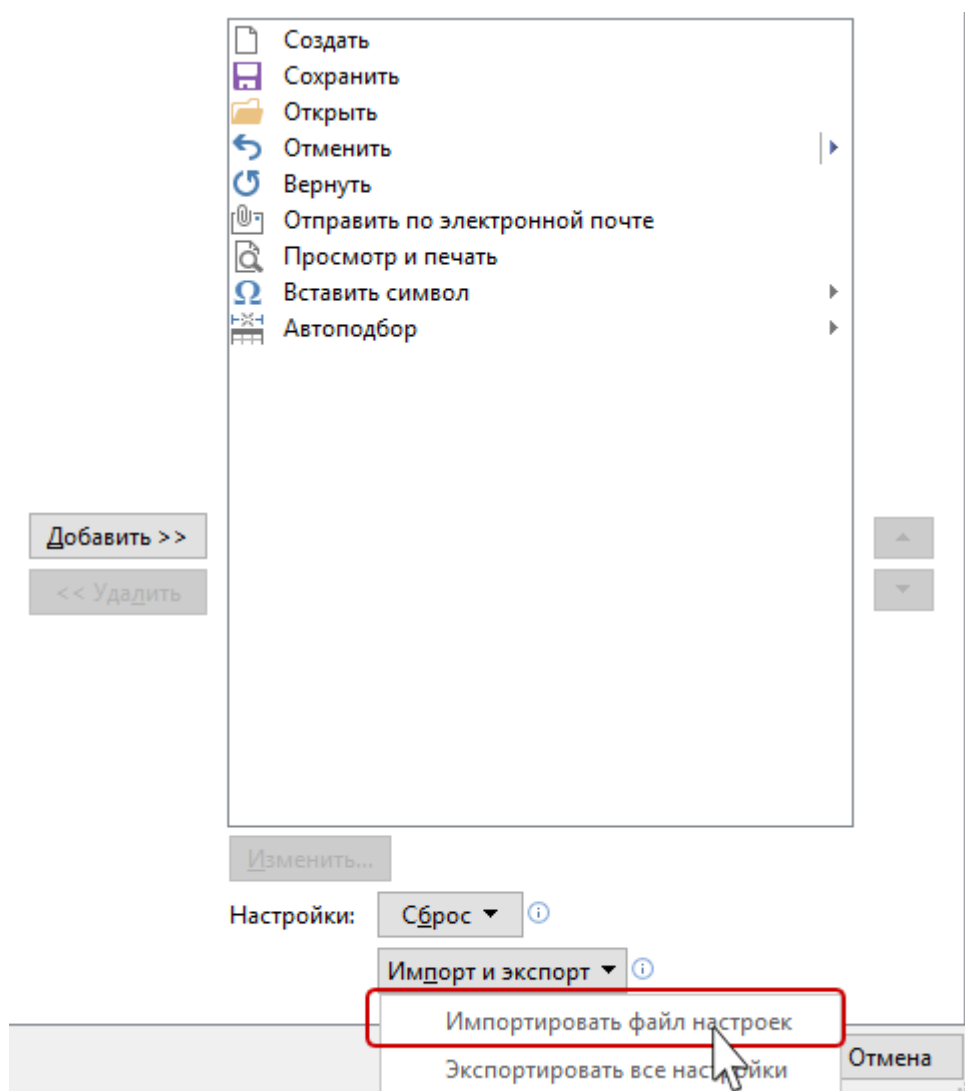 Создать
Сохранить
Открыть
Отменить
Вернуть
Отправить по электронной почте
Просмотр и печать
Вставить символ
Автоподбор
Добавить >>
<< Удалить
Изменить...
Настройки: Сброс
Импорт и экспорт
Импортировать файл настроек
Экспортировать все настройки
Отмена